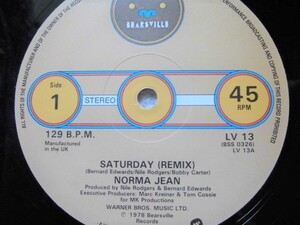 BEARSVILLE
ALL RIGHTS OF THE MANUFACTURER AND OF THE OWNER OF THE RECORDED WORK
PERFORMANCE BROADCASTING AND COPYING OF THIS RECORD PROHIBITED
Side
1
STEREO
45
RPM
129 B.P.M.
LV 13
Manufactured
in the UK
(BSS 0326)
LV 13A
SATURDAY (REMIX)
(Bernard Edwards/Nile Rodgers/Bobby Carter)
NORMA JEAN
Produced by Nile Rodgers & Bernard Edwards
Executive Producers: Marc Kreiner & Tom Cossie
for MK Productions
WARNER BROS. MUSIC LTD.
℗ 1978 Bearsville
Records